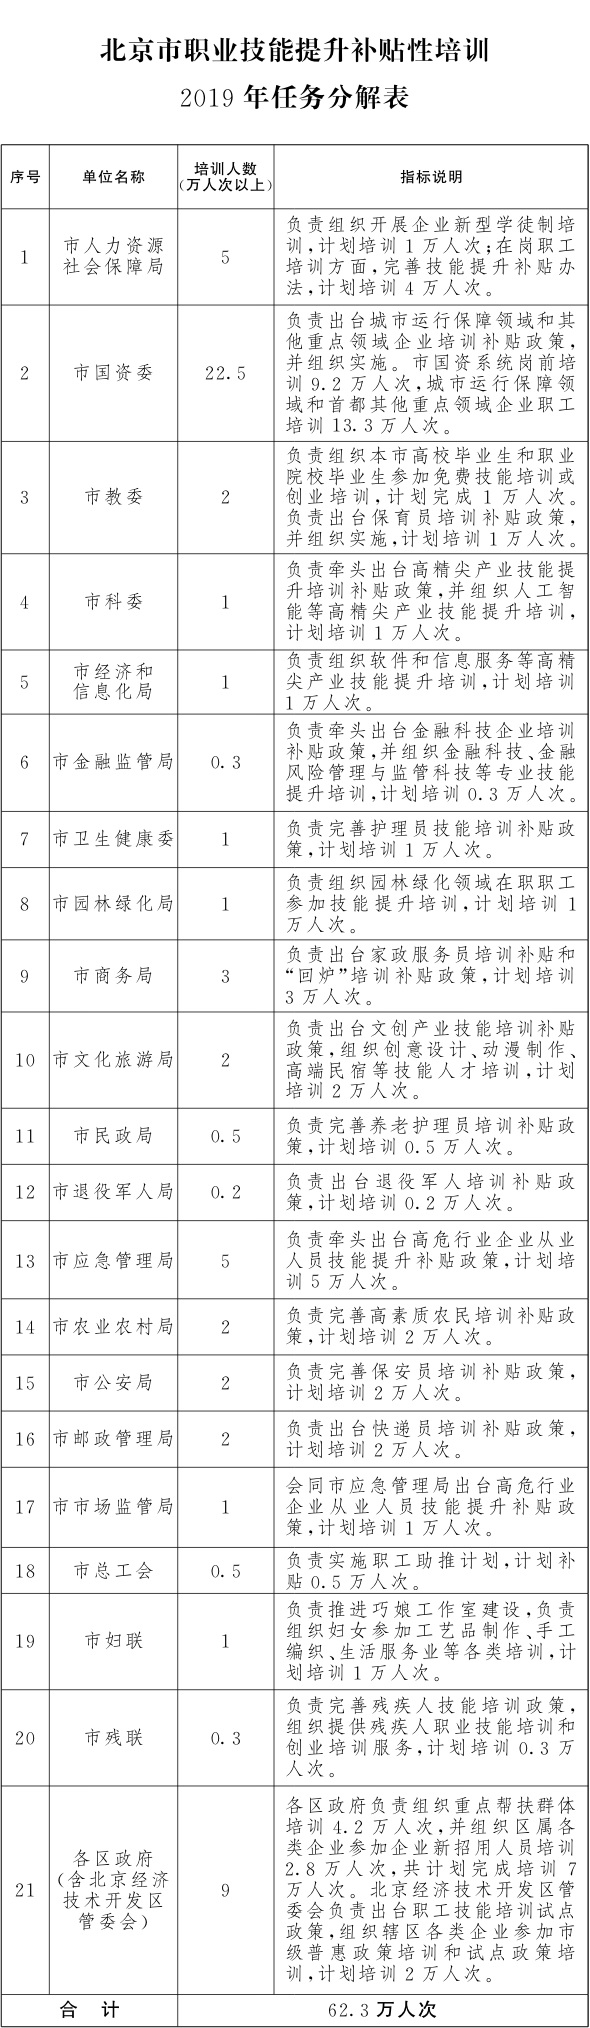 北京市职业技能提升补贴性培训
2019 年任务分解表
序号 单位名称 培训人数 指标说明
(万人次以上)
1
市人力资源
社会保障局
5
负责组织开展企业新型学徒制培
训,计划培训 1 万人次;在岗职工
培训方面,完善技能提升补贴办
法,计划培训 4 万人次。
2
市国资委
22.5
负责出台城市运行保障领域和其
他重点领域企业培训补贴政策,
并组织实施。市国资系统岗前培
训 9.2 万人次,城市运行保障领
域和首都其他重点领域企业职工
培训 13.3 万人次。
3
市教委
2
负责组织本市高校毕业生和职业
院校毕业生参加免费技能培训或
创业培训,计划完成 1 万人次。
负责出台保育员培训补贴政策,
并组织实施,计划培训 1 万人次。
4
市科委
1
负责牵头出台高精尖产业技能提
升培训补贴政策,并组织人工智
能等高精尖产业技能提升培训,
计划培训 1 万人次。
5
市经济和
信息化局
1
负责组织软件和信息服务等高精
尖产业技能提升培训,计划培训
1 万人次。
6
市金融监管局
0.3
负责牵头出台金融科技企业培训
补贴政策,并组织金融科技、金融
风险管理与监管科技等专业技能
提升培训,计划培训 0.3 万人次。
7
市卫生健康委
1
负责完善护理员技能培训补贴政
策,计划培训 1 万人次。
8
市园林绿化局
1
负责组织园林绿化领域在职职工
参加技能提升培训,计划培训 1
万人次。
9
市商务局
3
负责出台家政服务员培训补贴和
“回炉”培训补贴政策,计划培训
3 万人次。
10
市文化旅游局
2
负责出台文创产业技能培训补贴
政策,组织创意设计、动漫制作、
高端民宿等技能人才培训,计划
培训 2 万人次。
11
市民政局
0.5
负责完善养老护理员培训补贴政
策,计划培训 0.5 万人次。
12
市退役军人局
0.2
负责出台退役军人培训补贴政
策,计划培训 0.2 万人次。
13
市应急管理局
5
负责牵头出台高危行业企业从业
人员技能提升补贴政策,计划培
训 5 万人次。
14
市农业农村局
2
负责完善高素质农民培训补贴政
策,计划培训 2 万人次。
15
市公安局
2
负责完善保安员培训补贴政策,
计划培训 2 万人次。
16
市邮政管理局
2
负责出台快递员培训补贴政策,
计划培训 2 万人次。
17
市市场监管局
1
会同市应急管理局出台高危行业
企业从业人员技能提升补贴政
策,计划培训 1 万人次。
18
市总工会
0.5
负责实施职工助推计划,计划补
贴 0.5 万人次。
19
市妇联
1
负责推进巧娘工作室建设,负责
组织妇女参加工艺品制作、手工
编织、生活服务业等各类培训,计
划培训 1 万人次。
20
市残联
0.3
负责完善残疾人技能培训政策,
组织提供残疾人职业技能培训和
创业培训服务,计划培训 0.3 万
人次。
21
各区政府
(含北京经济
技术开发区
管委会)
9
各区政府负责组织重点帮扶群体
培训 4.2 万人次,并组织区属各
类企业参加企业新招用人员培训
2.8 万人次,共计划完成培训 7
万人次。北京经济技术开发区管
委会负责出台职工技能培训试点
政策,组织辖区各类企业参加市
级普惠政策培训和试点政策培
训,计划培训 2 万人次。
合 计 62.3 万人次